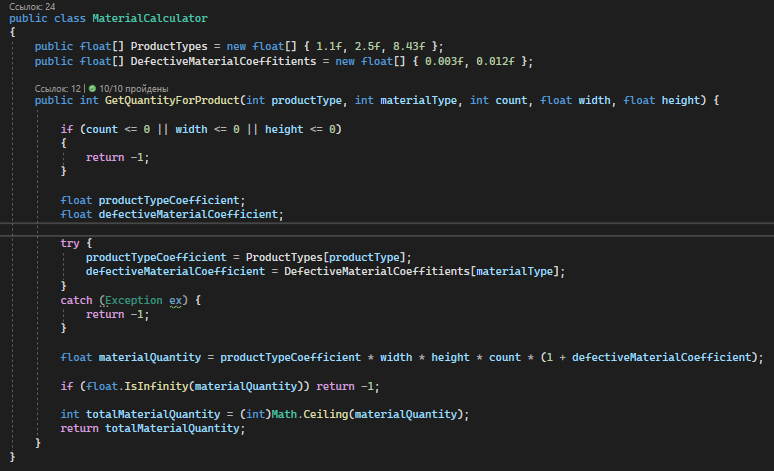 Ссылок: 24
public class MaterialCalculator
{
public float[] ProductTypes = new float[] { 1.1f, 2.5f, 8.43f };
public float[] DefectiveMaterialCoeffitients = new float[] { 0.003f, 0.012f };
Ссылок: 12 | 10/10 пройдены
public int GetQuantityForProduct(int productType, int materialType, int count, float width, float height) {
if (count <= 0 || width <= 0 || height <= 0)
{
return -1;
}
float productTypeCoefficient;
float defectiveMaterialCoefficient;
try {
productTypeCoefficient = ProductTypes[productType];
defectiveMaterialCoefficient = DefectiveMaterialCoeffitients[materialType];
}
catch (Exception ex) {
return -1;
}
float materialQuantity = productTypeCoefficient * width * height * count * (1 + defectiveMaterialCoefficient);
if (float.IsInfinity(materialQuantity)) return -1;
int totalMaterialQuantity = (int)Math.Ceiling(materialQuantity);
return totalMaterialQuantity;
}
}